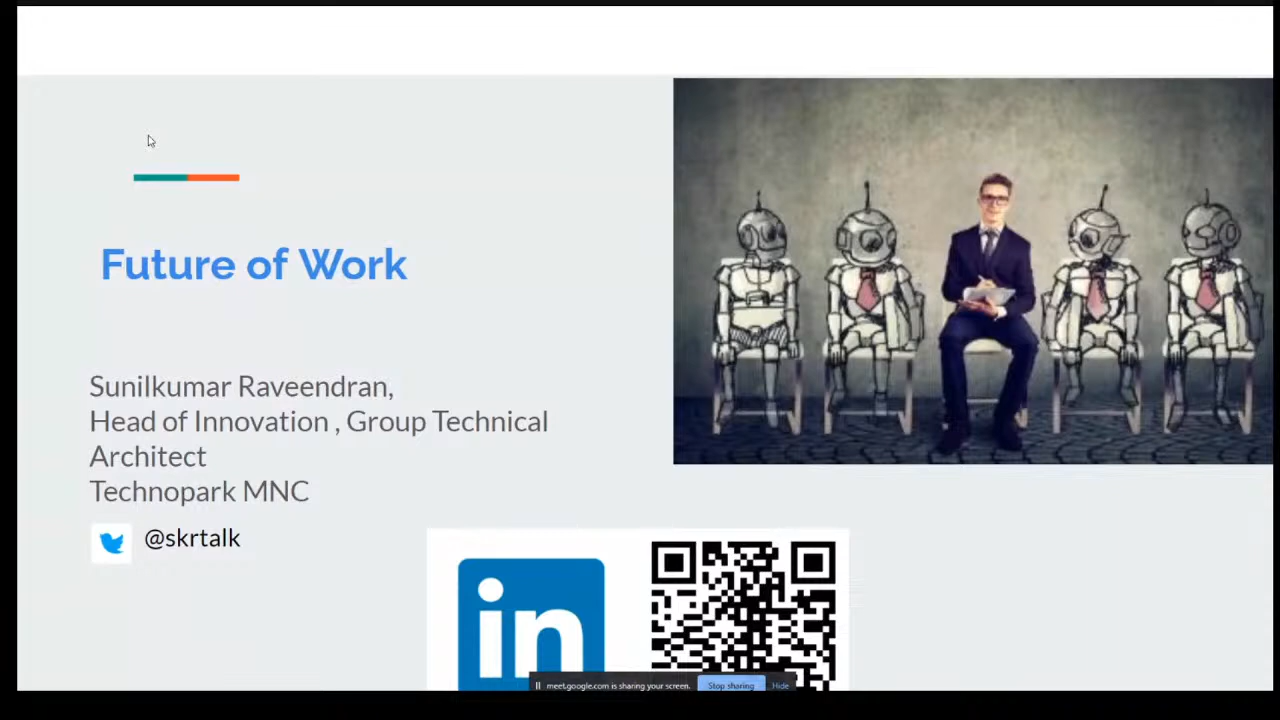 Future of Work
Sunilkumar Raveendran,
Head of Innovation , Group Technical
Architect
Technopark MNC
@skrtalk
in
meet.google.com is sharing your screen.
Stop sharing
Hide